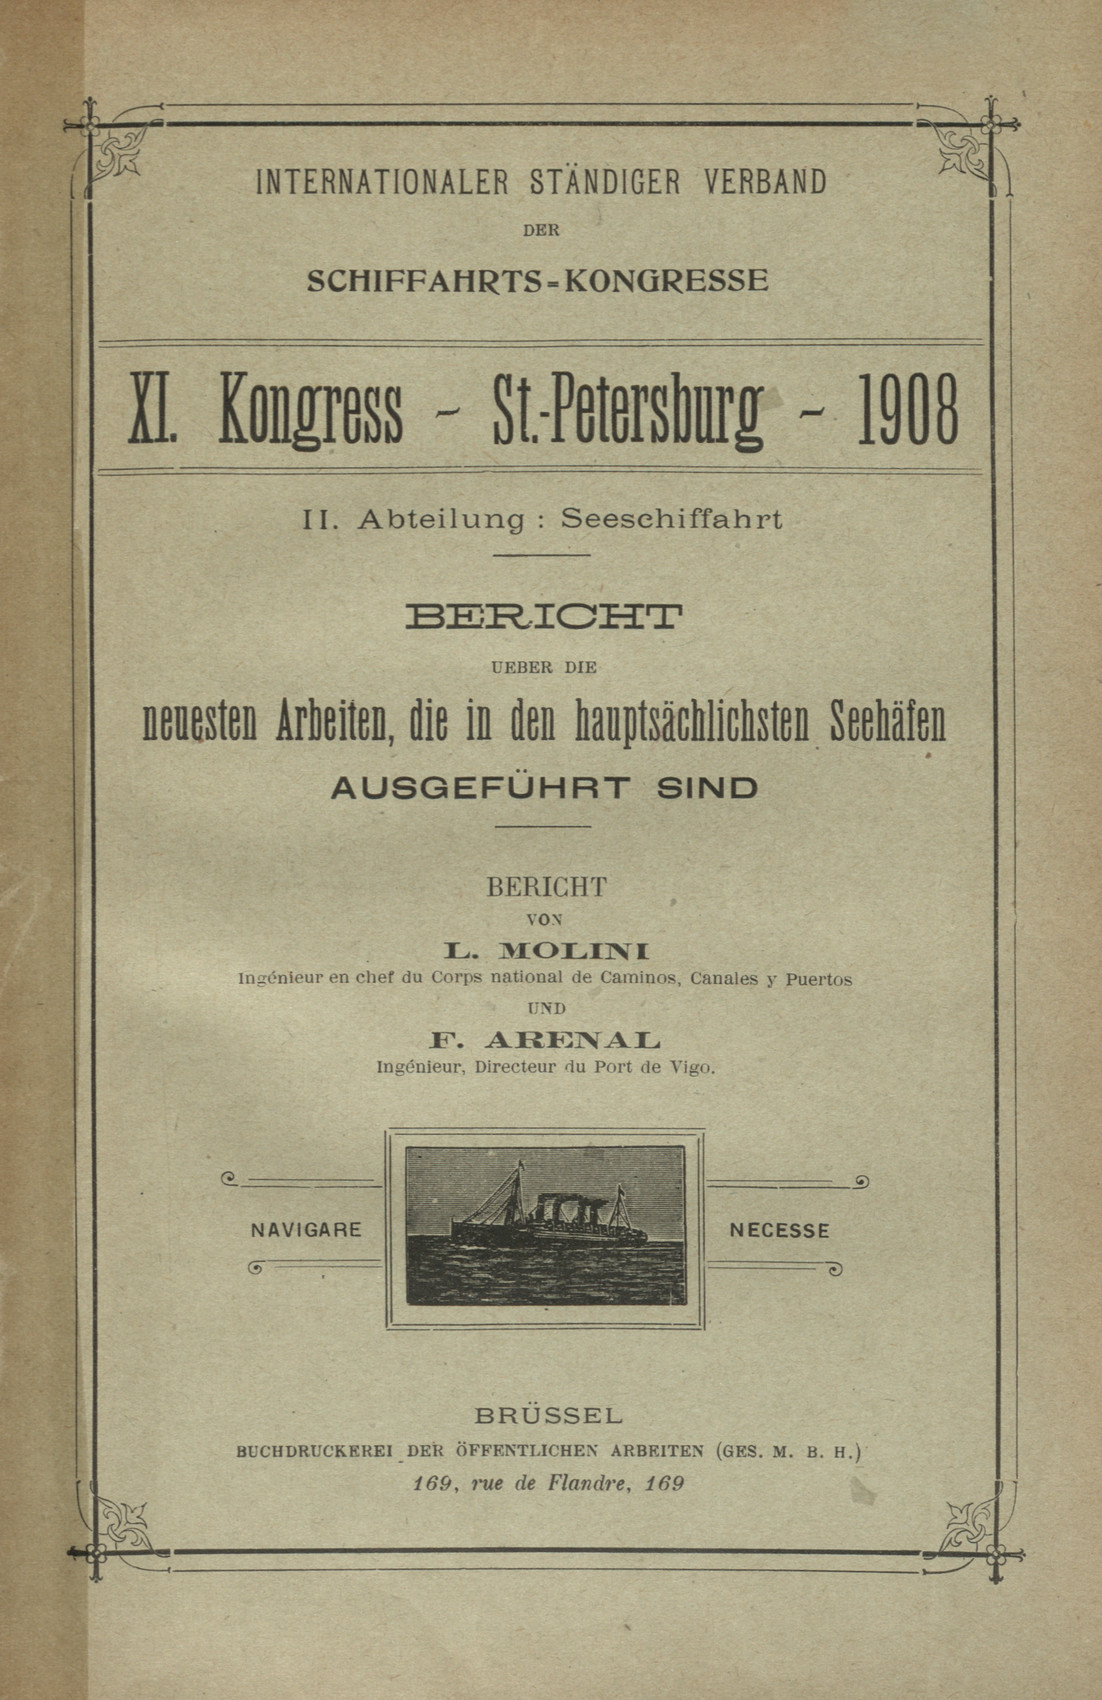 INTERNATIONALER STÄNDIGER VERBAND
DER
SCHIFFAHRTS=KONGRESSE
XI. Kongress - St.-Petersburg - 1908
II. Abteilung : Seeschiffahrt
BERICHT
UEBER DIE
neuesten Arbeiten, die in den hauptsächlichsten Seehäfen
AUSGEFÜHRT SIND
BERICHT
VON
L. MOLINI
Ingénieur en chef du Corps national de Caminos, Canales y Puertos
UND
F. ARENAL
Ingénieur, Directeur du Port de Vigo.
NAVIGARE NECESSE
BRÜSSEL
BUCHDRUCKEREI DER ÖFFENTLICHEN ARBEITEN (GES. M. B. H.)
169, rue de Flandre, 169